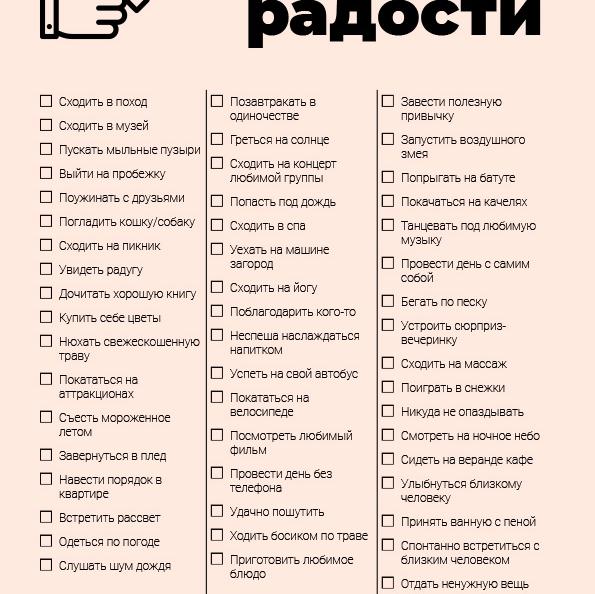 радости
Сходить в поход
Сходить в музей
Пускать мыльные пузыри
Выйти на пробежку
Поужинать с друзьями
Погладить кошку/собаку
Сходить на пикник
Увидеть радугу
Дочитать хорошую книгу
Купить себе цветы
Нюхать свежескошенную
траву
Покататься на
аттракционах
Съесть мороженное
летом
Завернуться в плед
Навести порядок в
квартире
Встретить рассвет
Одеться по погоде
Слушать шум дождя
Позавтракать в
одиночестве
Греться на солнце
Сходить на концерт
любимой группы
Попасть под дождь
Сходить в спа
Уехать на машине
загород
Сходить на йогу
Поблагодарить кого-то
Неспеша наслаждаться
напитком
Успеть на свой автобус
Покататься на
велосипеде
Посмотреть любимый
фильм
Провести день без
телефона
Удачно пошутить
Ходить босиком по траве
Приготовить любимое
блюдо
Завести полезную
привычку
Запустить воздушного
змея
Попрыгать на батуте
Покачаться на качелях
Танцевать под любимую
музыку
Провести день с самим
собой
Бегать по песку
Устроить сюрприз-
вечеринку
Сходить на массаж
Поиграть в снежки
Никуда не опаздывать
Смотреть на ночное небо
Сидеть на веранде кафе
Улыбнуться близкому
человеку
Принять ванную с пеной
Спонтанно встретиться с
близким человеком
Отдать ненужную вещь